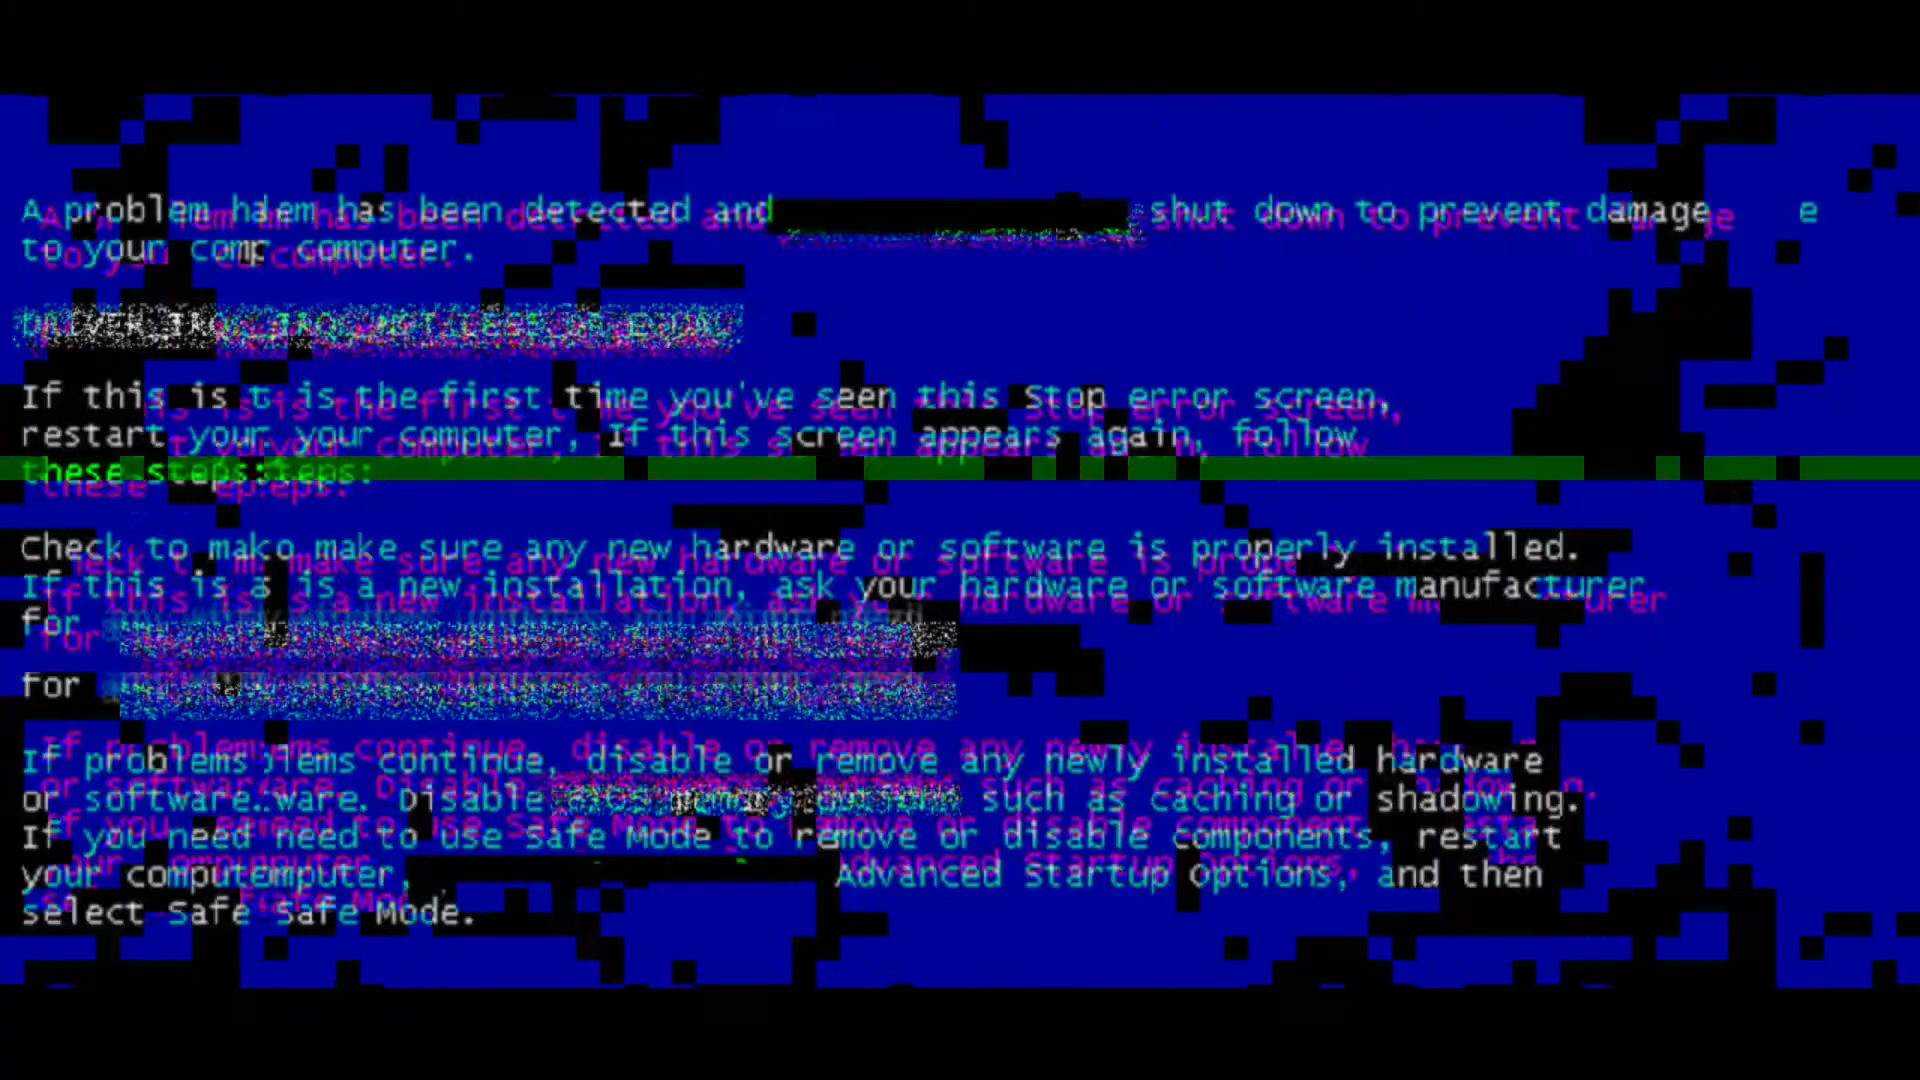 A problem halem has been detected and shut down to prevent damage e
to your comp computer.
If this is t is the first time you've seen this Stop error screen,
restart your your computer, If this screen appears again, follow
these steps:teps:
Check to mak o make sure any new hardware or software is properly installed.
If this is a is a new installation, ask your hardware or software manufacturer
for
for
If problems blems continue, disable or remove any newly installed hardware
or software.ware. Disable memory options such as caching or shadowing.
If you need need to use Safe Mode to remove or disable components, restart
your computemputer, Advanced Startup Options, and then
select Safe Safe Mode.